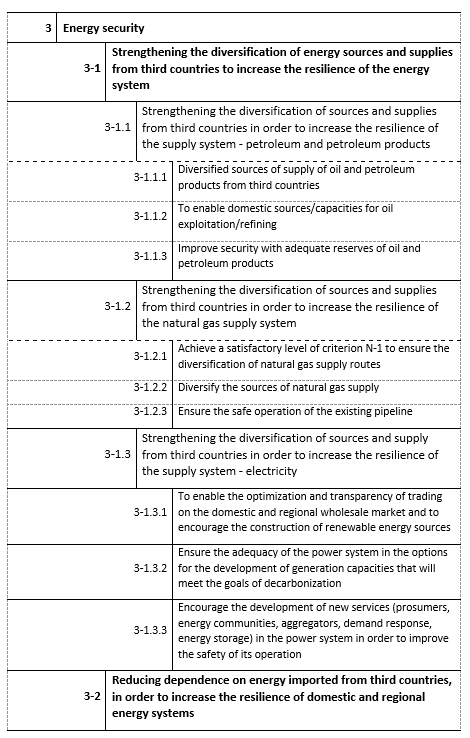 3 Energy security
Strengthening the diversification of energy sources and supplies
3-1 from third countries to increase the resilience of the energy
system
Strengthening the diversification of sources and supplies
3-1.1 from third countries in order to increase the resilience of
the supply system - petroleum and petroleum products
3-1.1.1 Diversified sources of supply of oil and petroleum
products from third countries
3-1.1.2 To enable domestic sources/capacities for oil
exploitation/refining
3-1.1.3 Improve security with adequate reserves of oil and
petroleum products
Strengthening the diversification of sources and supplies
3-1.2 from third countries in order to increase the resilience of
the natural gas supply system
3-1.2.1 Achieve a satisfactory level of criterion N-1 to ensure the
diversification of natural gas supply routes
3-1.2.2 Diversify the sources of natural gas supply
3-1.2.3 Ensure the safe operation of the existing pipeline
Strengthening the diversification of sources and supply
3-1.3 from third countries in order to increase the resilience of
the supply system - electricity
To enable the optimization and transparency of trading
3-1.3.1 on the domestic and regional wholesale market and to
encourage the construction of renewable energy sources
Ensure the adequacy of the power system in the options
3-1.3.2 for the development of generation capacities that will
meet the goals of decarbonization
Encourage the development of new services (prosumers,
3-1.3.3 energy communities, aggregators, demand response,
energy storage) in the power system in order to improve
the safety of its operation
Reducing dependence on energy imported from third countries,
3-2 in order to increase the resilience of domestic and regional
energy systems